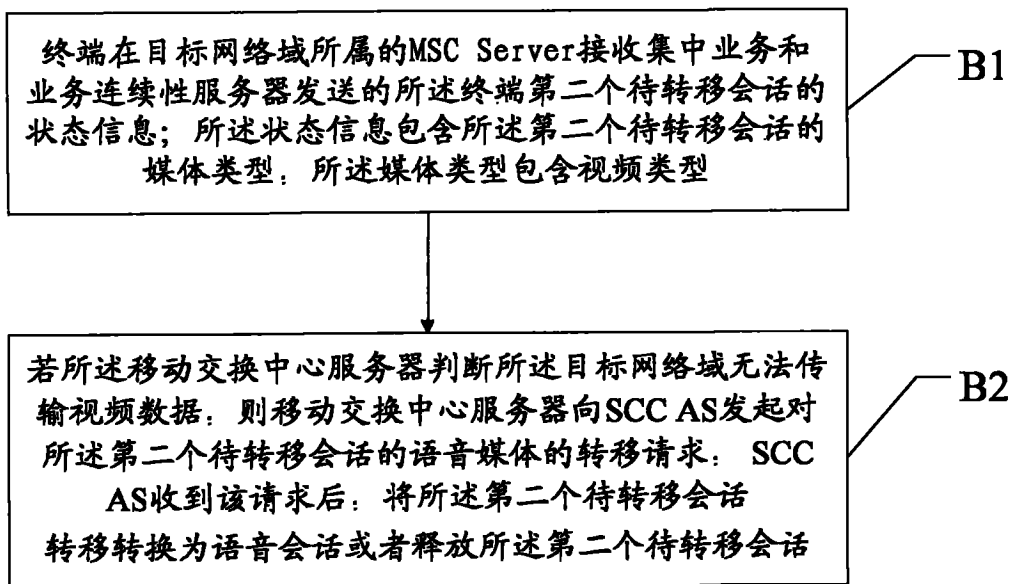 终端在目标网络域所属的MSC Server接收集中业务和
业务连续性服务器发送的所述终端第二个待转移会话的
状态信息；所述状态信息包含所述第二个待转移会话的
媒体类型：所述媒体类型包含视频类型
B1
若所述移动交换中心服务器判断所述目标网络域无法传
输视频数据：则移动交换中心服务器向SCC AS发起对
所述第二个待转移会话的语音媒体的转移请求：SCC
AS收到该请求后：将所述第二个待转移会话
转移转换为语音会话或者释放所述第二个待转移会话
B2